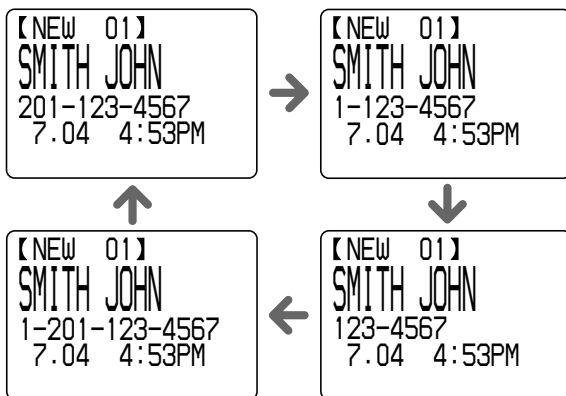 【NEW 01】
SMITH JOHN
201-123-4567
7.04 4:53PM
【NEW 01】
SMITH JOHN
1-123-4567
7.04 4:53PM
【NEW 01】
SMITH JOHN
1-201-123-4567
7.04 4:53PM
【NEW 01】
SMITH JOHN
123-4567
7.04 4:53PM